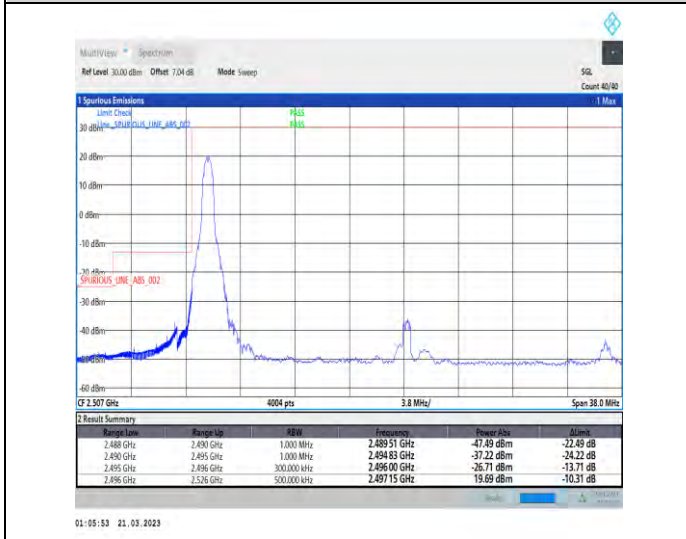 MultiView Spectrum
Ref Level 30.00 dBm Offset 7.04 dB Mode Sweep SGL
Count 40/40
1 Spurious Emissions 1 Max
Limit Check PASS
Line _SPURIOUS_LINE_ABS_002 PASS
30 dBm
20 dBm
10 dBm
0 dBm
-10 dBm
-20 dBm
SPURIOUS_LINE_ABS_002
-30 dBm
-40 dBm
-50 dBm
-60 dBm
CF 2.507 GHz 4004 pts 3.8 MHz/ Span 38.0 MHz
2 Result Summary
Range Low Range Up RBW Frequency Power Abs ΔLimit
2.488 GHz 2.490 GHz 1.000 MHz 2.489 51 GHz -47.49 dBm -22.49 dB
2.490 GHz 2.495 GHz 1.000 MHz 2.494 83 GHz -37.22 dBm -24.22 dB
2.495 GHz 2.496 GHz 300.000 kHz 2.496 00 GHz -26.71 dBm -13.71 dB
2.496 GHz 2.526 GHz 500.000 kHz 2.497 15 GHz 19.69 dBm -10.31 dB
01:05:53 21.03.2023